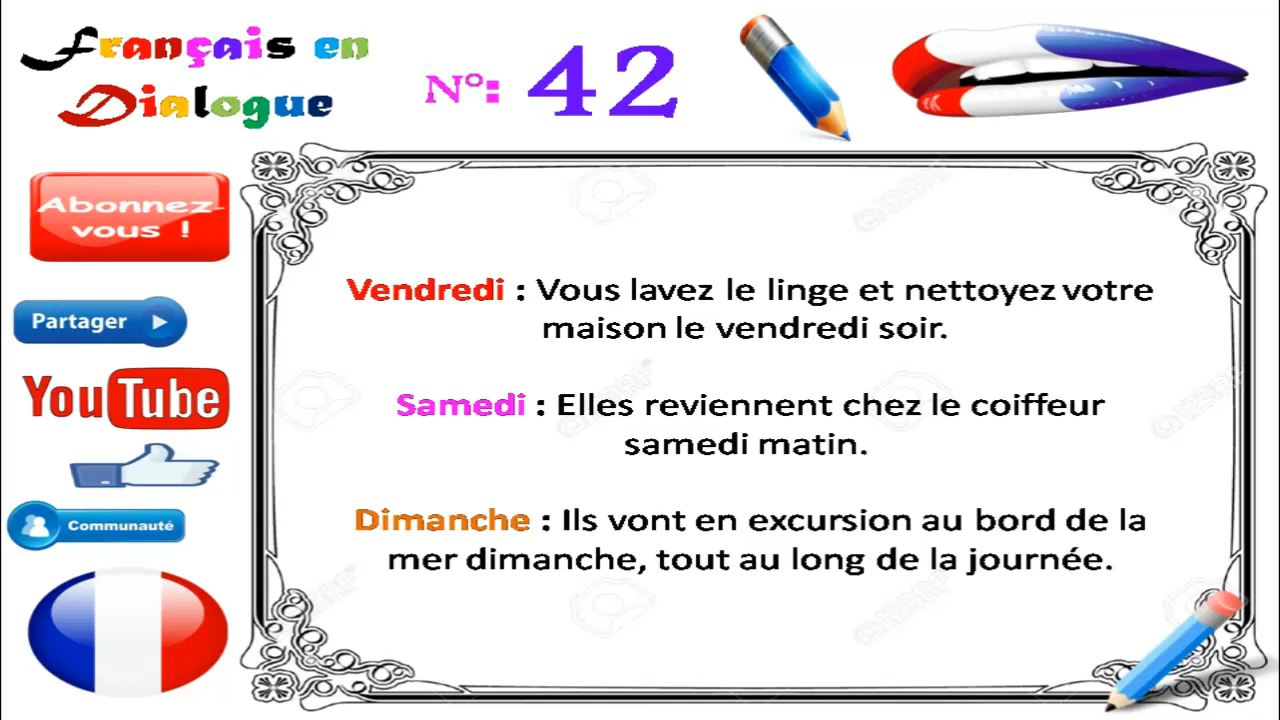 Français en
Dialogue
N°: 42
Abonnez-
vous !
Partager
YouTube
Communauté
Vendredi : Vous lavez le linge et nettoyez votre
maison le vendredi soir.
Samedi : Elles reviennent chez le coiffeur
samedi matin.
Dimanche : Ils vont en excursion au bord de la
mer dimanche, tout au long de la journée.